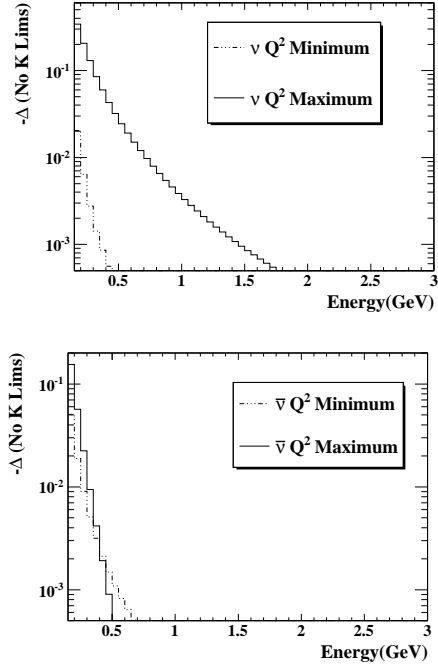 -Δ (No K Lims)
10⁻¹
10⁻²
10⁻³
ν Q² Minimum
ν Q² Maximum
0.5 1 1.5 2 2.5 3
Energy(GeV)
-Δ (No K Lims)
10⁻¹
10⁻²
10⁻³
ν̅ Q² Minimum
ν̅ Q² Maximum
0.5 1 1.5 2 2.5 3
Energy(GeV)